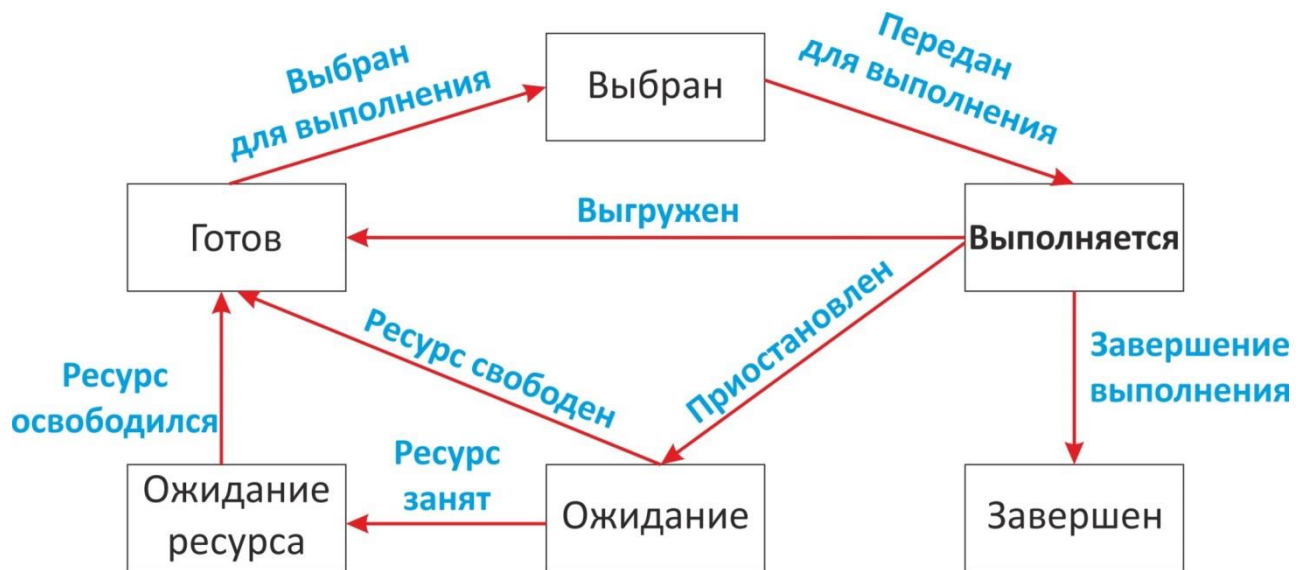 Выбран
для выполнения
Выбран
Передан
для выполнения
Готов
Выгружен
Выполняется
Ресурс свободен
Приостановлен
Ресурс
освободился
Завершение
выполнения
Ресурс
занят
Ожидание
ресурса
Ожидание
Завершен